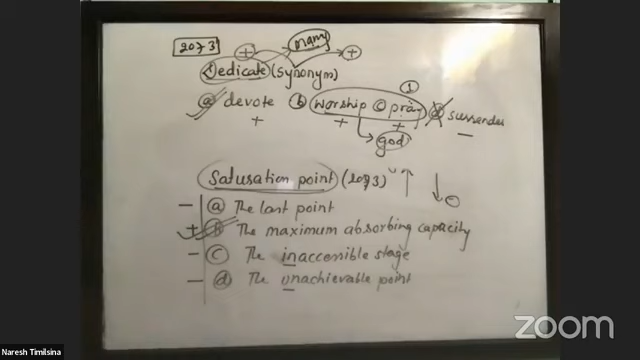 2073
+ many +
Dedicate (synonym)
ⓐ devote ⓑ worship ⓒ pray ⓓ surrender
①
+ + + −
god
Saturation point (2073)
− ⓐ The last point
+ ⓑ The maximum absorbing capacity
− ⓒ The inaccessible stage
− ⓓ The unachievable point
Naresh Timilsina
zoom